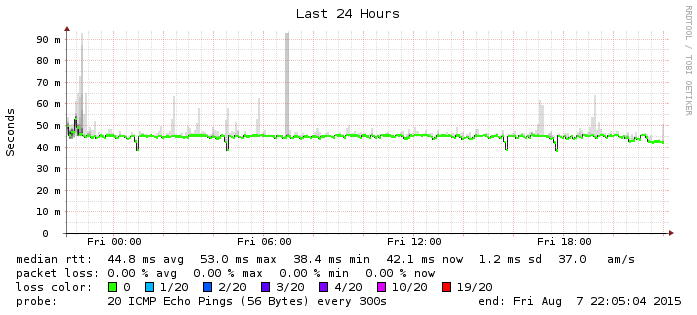 Last 24 Hours
RRDTOOL / TOBI OETIKER
Seconds
90 m
80 m
70 m
60 m
50 m
40 m
30 m
20 m
10 m
0
Fri 00:00 Fri 06:00 Fri 12:00 Fri 18:00
median rtt: 44.8 ms avg 53.0 ms max 38.4 ms min 42.1 ms now 1.2 ms sd 37.0 am/s
packet loss: 0.00 % avg 0.00 % max 0.00 % min 0.00 % now
loss color: 0 1/20 2/20 3/20 4/20 10/20 19/20
probe: 20 ICMP Echo Pings (56 Bytes) every 300s end: Fri Aug 7 22:05:04 2015